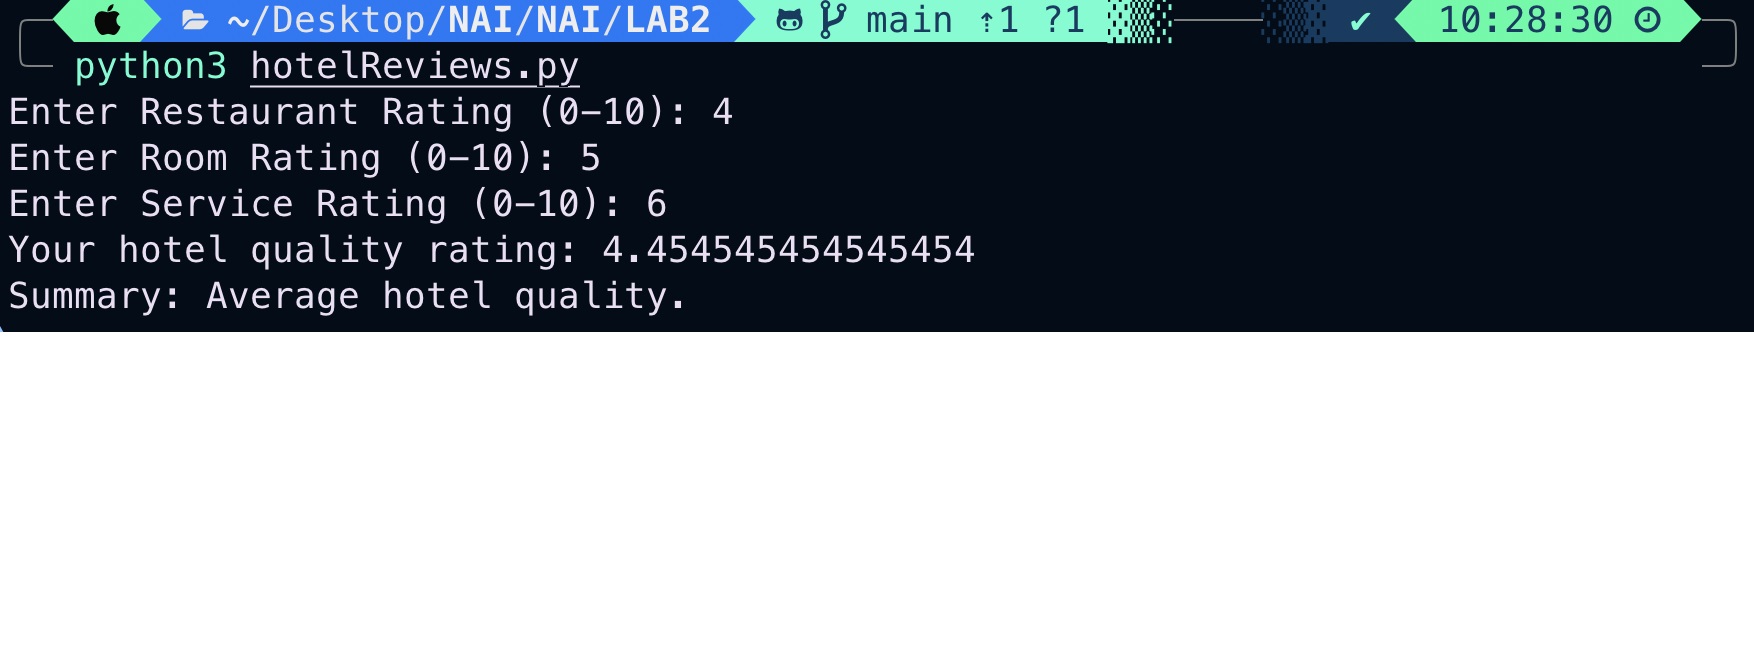 ~/Desktop/NAI/NAI/LAB2 main ⇡1 ?1 ✔ 10:28:30
python3 hotelReviews.py
Enter Restaurant Rating (0-10): 4
Enter Room Rating (0-10): 5
Enter Service Rating (0-10): 6
Your hotel quality rating: 4.454545454545454
Summary: Average hotel quality.